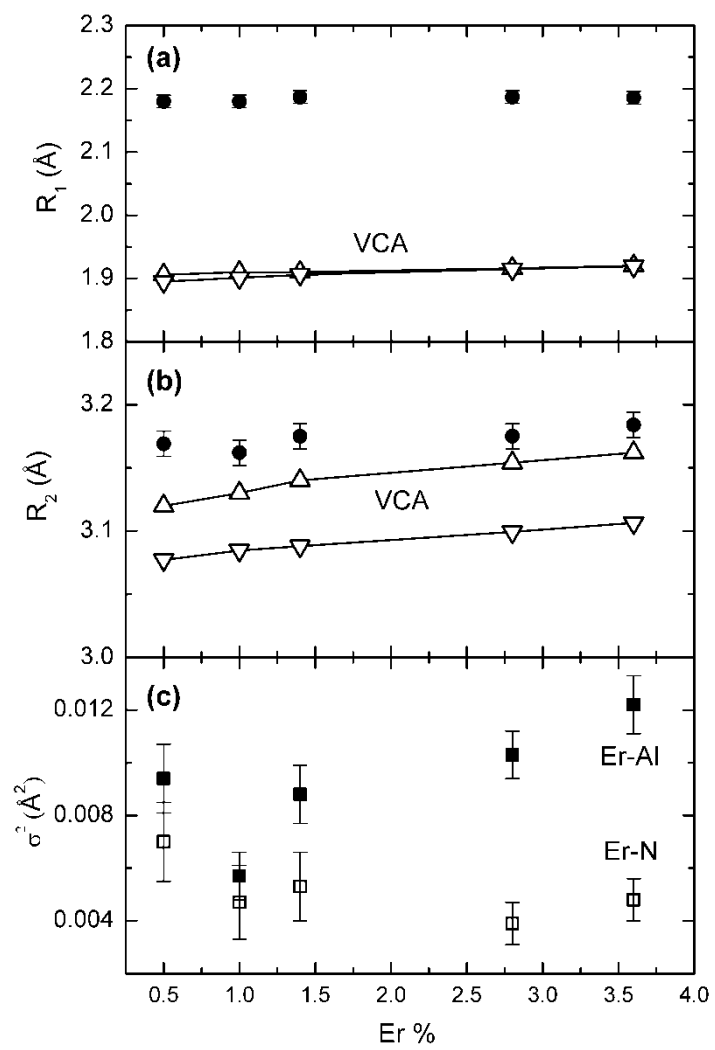 2.3
(a)
2.2
2.1
R₁ (Å)
2.0
VCA
1.9
1.8
(b)
3.2
R₂ (Å)
VCA
3.1
3.0
(c)
0.012
Er-Al
σ² (Å²)
0.008
Er-N
0.004
0.5 1.0 1.5 2.0 2.5 3.0 3.5 4.0
Er %